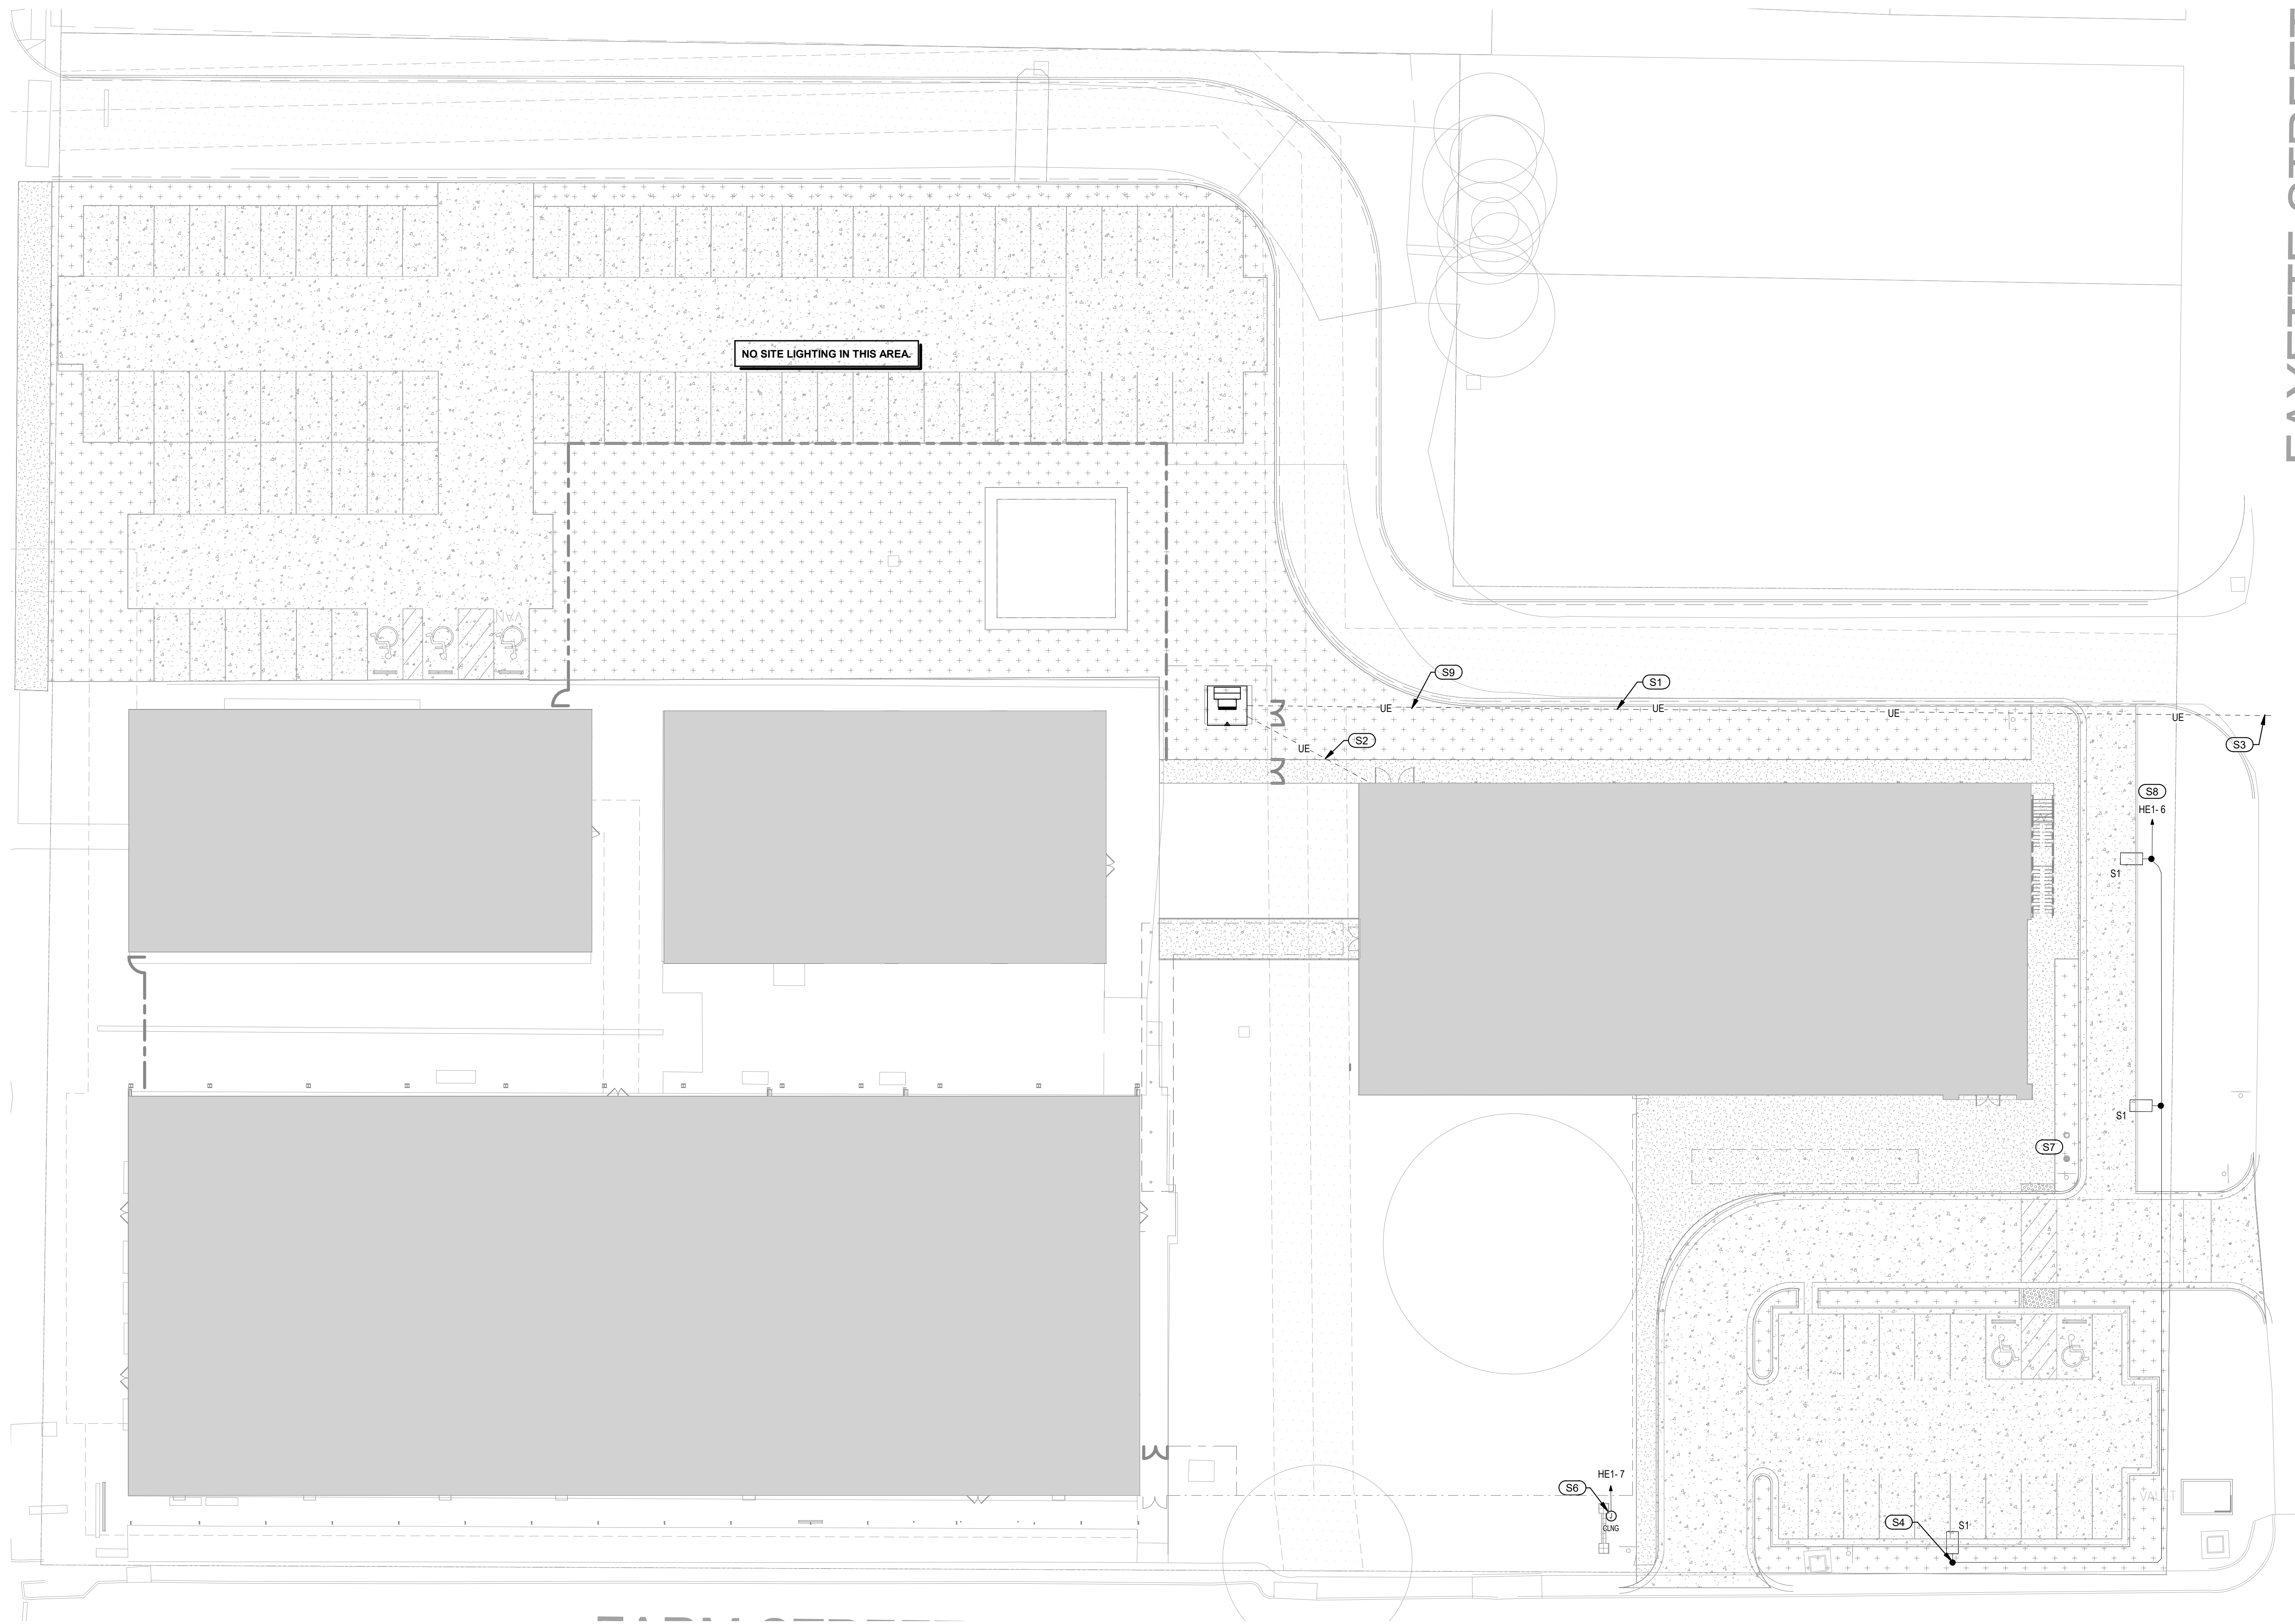 NO SITE LIGHTING IN THIS AREA.
VAN
S9
S1
UE
UE
UE
UE
S3
UE
S2
S8
HE1- 6
S1
S1
S7
HE1- 7
S6
J
CLNG
S4
S1